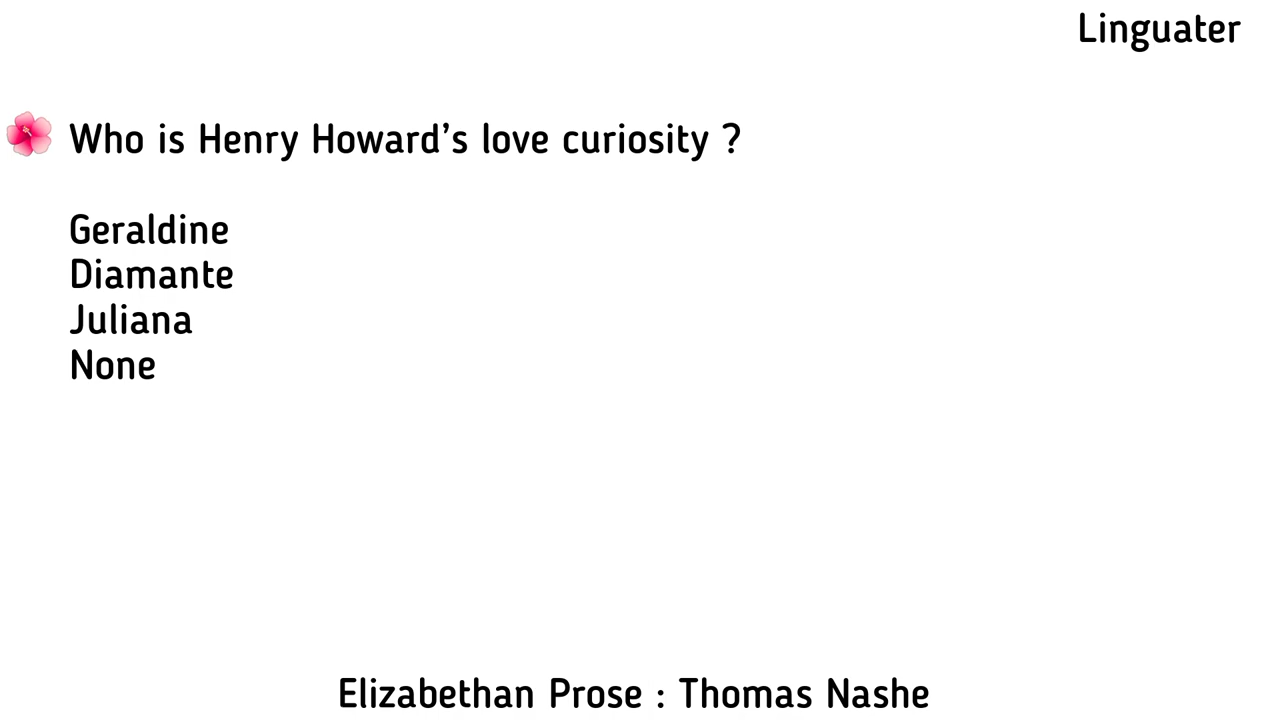 Linguater
Who is Henry Howard’s love curiosity ?
Geraldine
Diamante
Juliana
None
Elizabethan Prose : Thomas Nashe